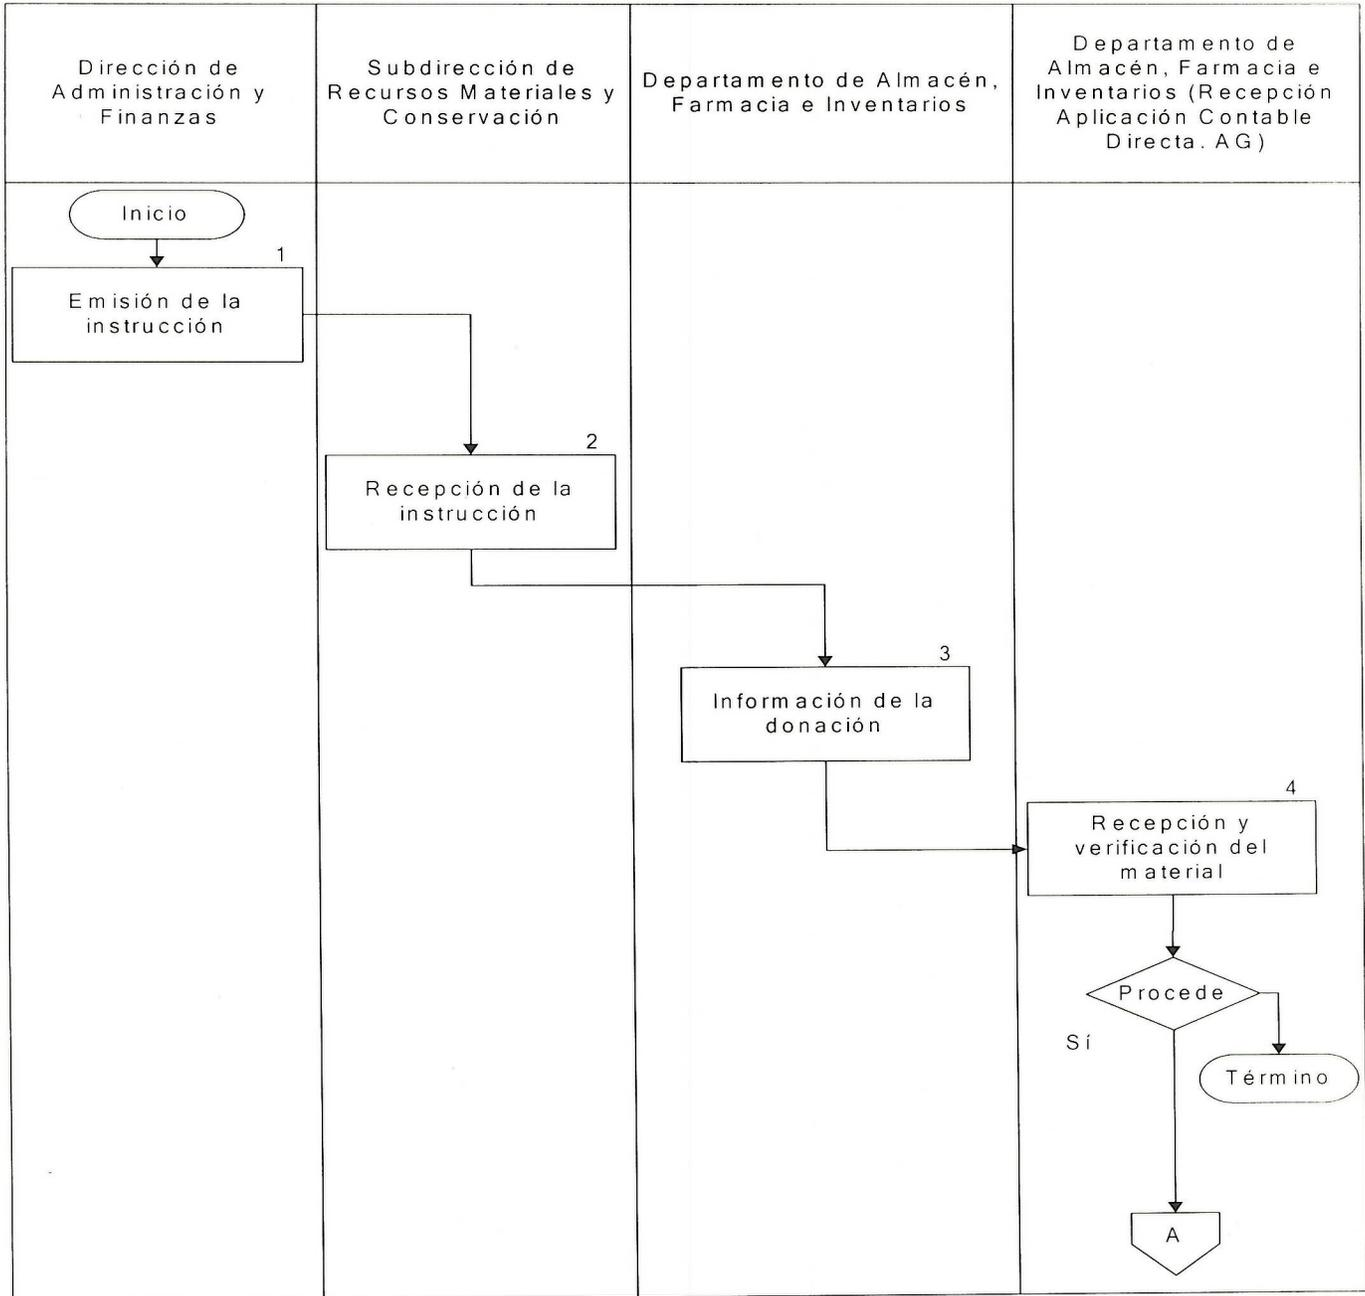 Dirección de
Administración y
Finanzas
Subdirección de
Recursos Materiales y
Conservación
Departamento de Almacén,
Farmacia e Inventarios
Departamento de
Almacén, Farmacia e
Inventarios (Recepción
Aplicación Contable
Directa. AG)
Inicio
1
Emisión de la
instrucción
2
Recepción de la
instrucción
3
Información de la
donación
4
Recepción y
verificación del
material
Procede
Sí
Término
A